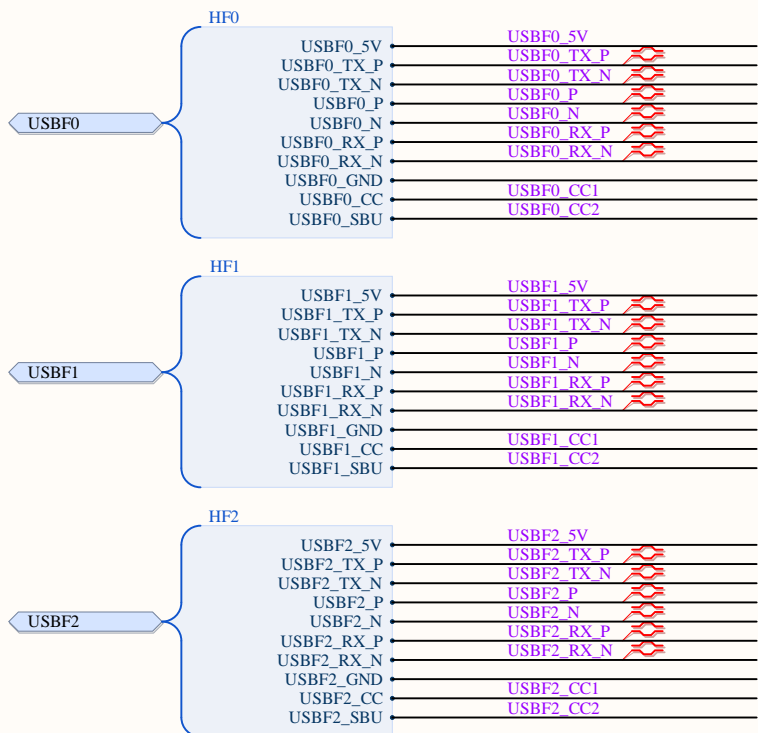 HF0
USBF0_5V USBF0_5V
USBF0_TX_P USBF0_TX_P
USBF0_TX_N USBF0_TX_N
USBF0_P USBF0_P
USBF0 USBF0_N USBF0_N
USBF0_RX_P USBF0_RX_P
USBF0_RX_N USBF0_RX_N
USBF0_GND
USBF0_CC USBF0_CC1
USBF0_SBU USBF0_CC2
HF1
USBF1_5V USBF1_5V
USBF1_TX_P USBF1_TX_P
USBF1_TX_N USBF1_TX_N
USBF1_P USBF1_P
USBF1 USBF1_N USBF1_N
USBF1_RX_P USBF1_RX_P
USBF1_RX_N USBF1_RX_N
USBF1_GND
USBF1_CC USBF1_CC1
USBF1_SBU USBF1_CC2
HF2
USBF2_5V USBF2_5V
USBF2_TX_P USBF2_TX_P
USBF2_TX_N USBF2_TX_N
USBF2_P USBF2_P
USBF2 USBF2_N USBF2_N
USBF2_RX_P USBF2_RX_P
USBF2_RX_N USBF2_RX_N
USBF2_GND
USBF2_CC USBF2_CC1
USBF2_SBU USBF2_CC2